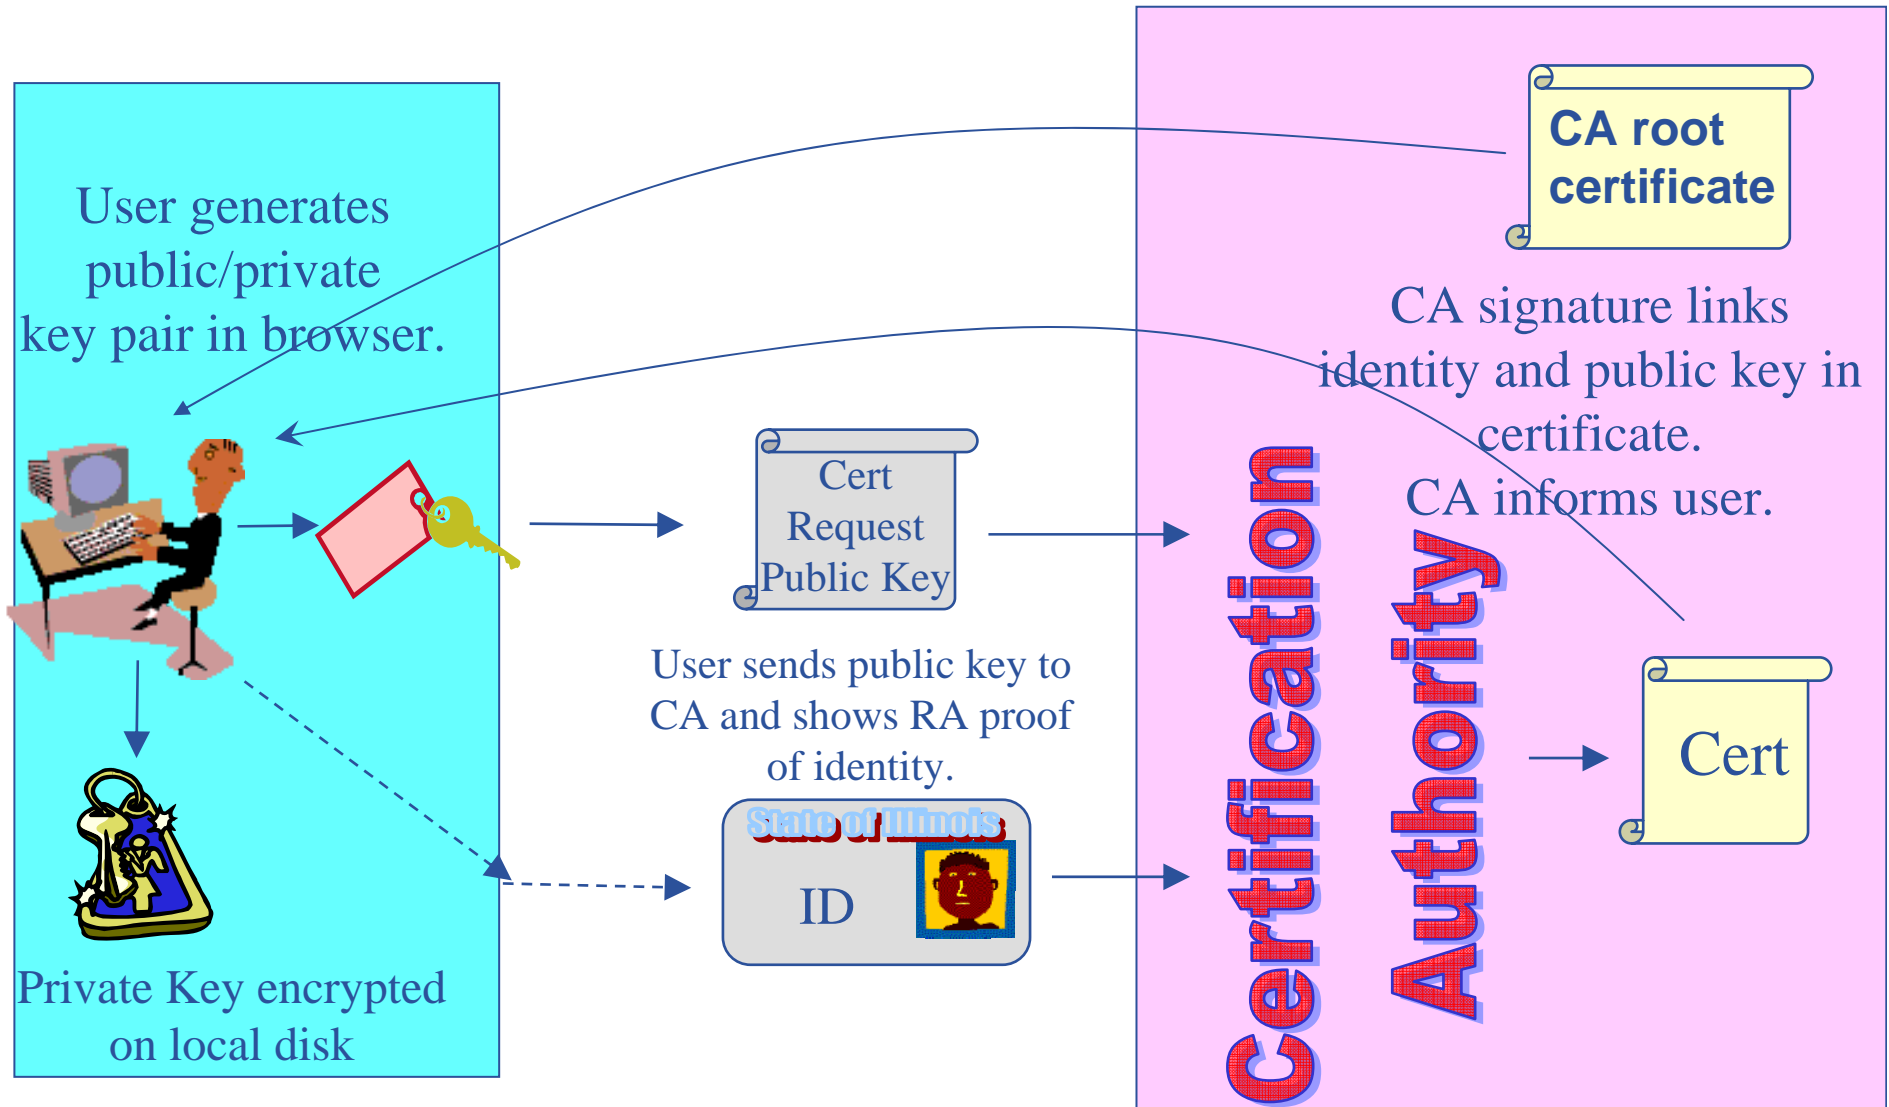 User generates
public/private
key pair in browser.
Private Key encrypted
on local disk
Cert
Request
Public Key
User sends public key to
CA and shows RA proof
of identity.
State of Illinois
ID
Certification
Authority
CA root
certificate
CA signature links
identity and public key in
certificate.
CA informs user.
Cert